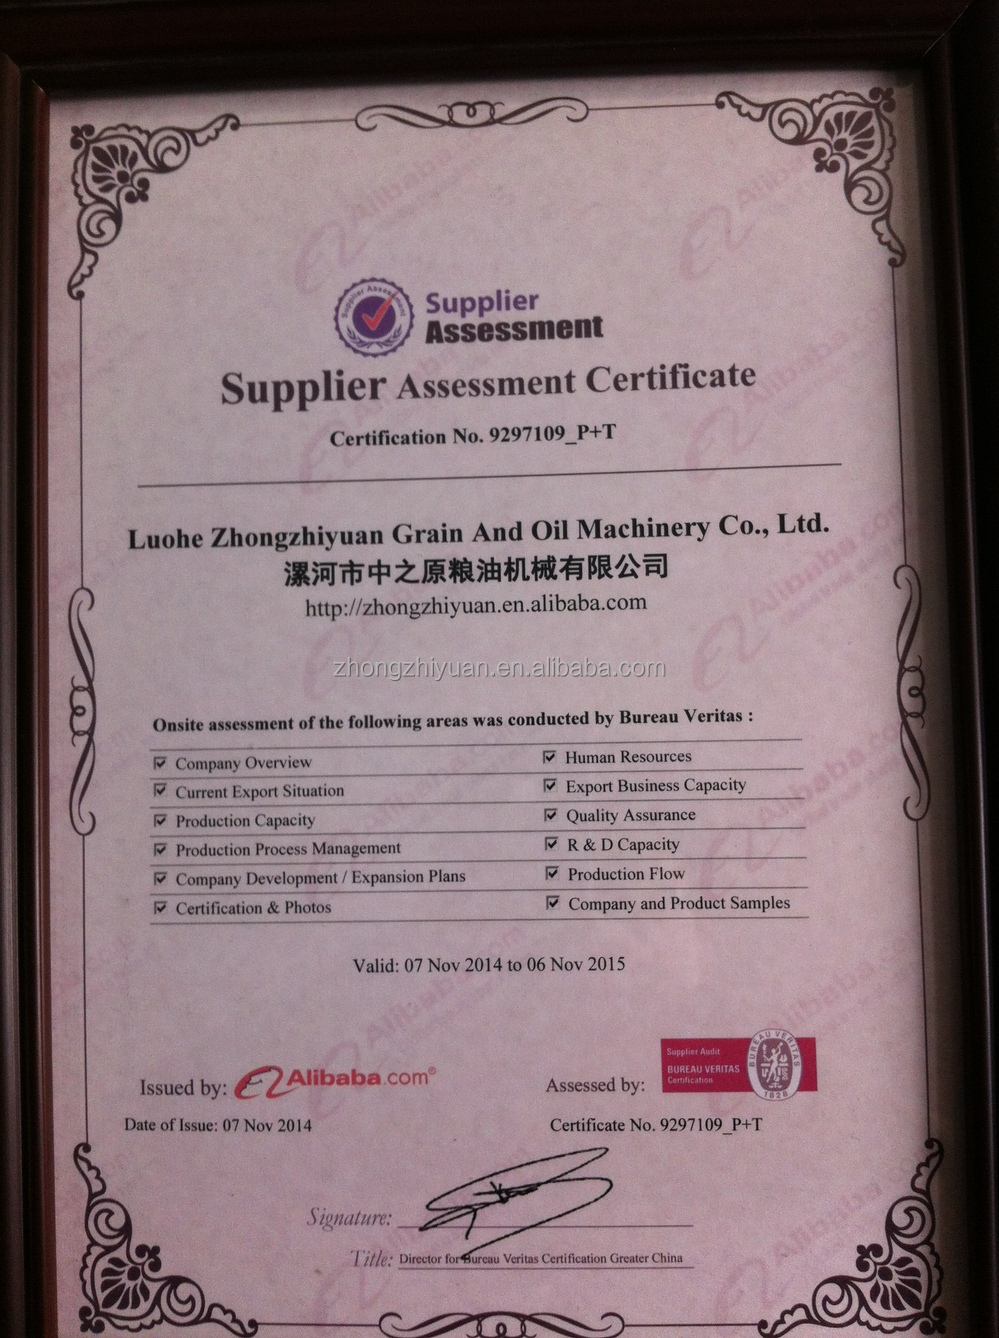 Supplier Assessment
Supplier
Assessment
Supplier Assessment Certificate
Certification No. 9297109_P+T
Luohe Zhongzhiyuan Grain And Oil Machinery Co., Ltd.
漯河市中之原粮油机械有限公司
http://zhongzhiyuan.en.alibaba.com
zhongzhiyuan.en.alibaba.com
Onsite assessment of the following areas was conducted by Bureau Veritas :
Company Overview
Human Resources
Current Export Situation
Export Business Capacity
Production Capacity
Quality Assurance
Production Process Management
R & D Capacity
Company Development / Expansion Plans
Production Flow
Certification & Photos
Company and Product Samples
Valid: 07 Nov 2014 to 06 Nov 2015
Issued by: Alibaba.com®
Assessed by:
Supplier Audit
BUREAU VERITAS
Certification
BUREAU VERITAS
1828
Date of Issue: 07 Nov 2014
Certificate No. 9297109_P+T
Signature:
Title: Director for Bureau Veritas Certification Greater China